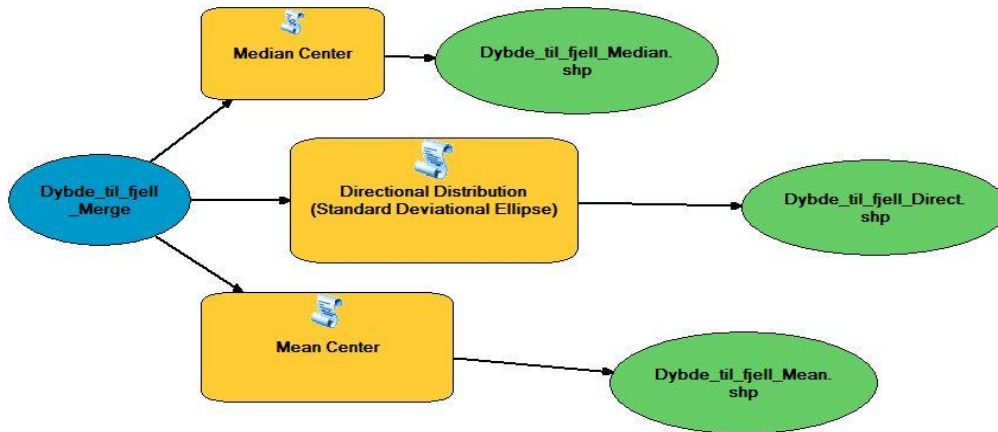 Median Center
Dybde_til_fjell_Median.
shp
Dybde_til_fjell
_Merge
Directional Distribution
(Standard Deviational Ellipse)
Dybde_til_fjell_Direct.
shp
Mean Center
Dybde_til_fjell_Mean.
shp